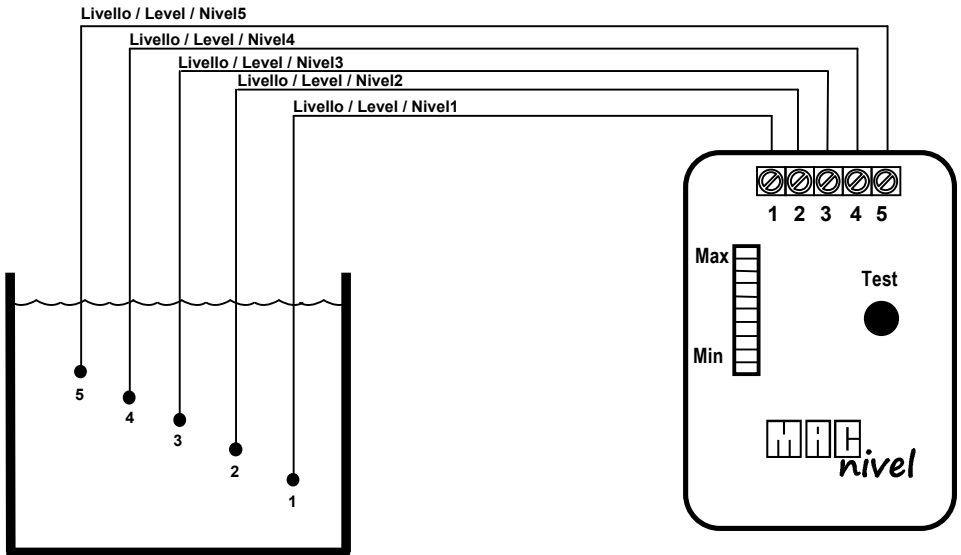 Livello / Level / Nivel5
Livello / Level / Nivel4
Livello / Level / Nivel3
Livello / Level / Nivel2
Livello / Level / Nivel1
1 2 3 4 5
Max
Test
Min
5
4
3
2
1
MAC
nivel